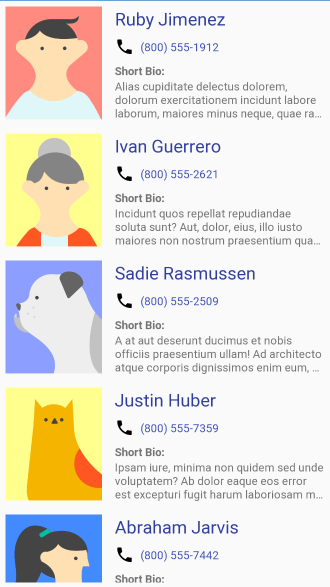 Ruby Jimenez
(800) 555-1912
Short Bio:
Alias cupiditate delectus dolorem,
dolorum exercitationem incidunt labore
laborum, maiores minus neque, quae ra...
Ivan Guerrero
(800) 555-2621
Short Bio:
Incidunt quos repellat repudiandae
soluta sunt? Aut, dolor, eius, illo iusto
maiores non nostrum praesentium qua...
Sadie Rasmussen
(800) 555-2509
Short Bio:
A at aut deserunt ducimus et nobis
officiis praesentium ullam! Ad architecto
atque corporis dignissimos enim eum, ...
Justin Huber
(800) 555-7359
Short Bio:
Ipsam iure, minima non quidem sed unde
voluptatem? Ab dolor eaque eos error
est excepturi fugit harum laboriosam m...
Abraham Jarvis
(800) 555-7442
Short Bio: